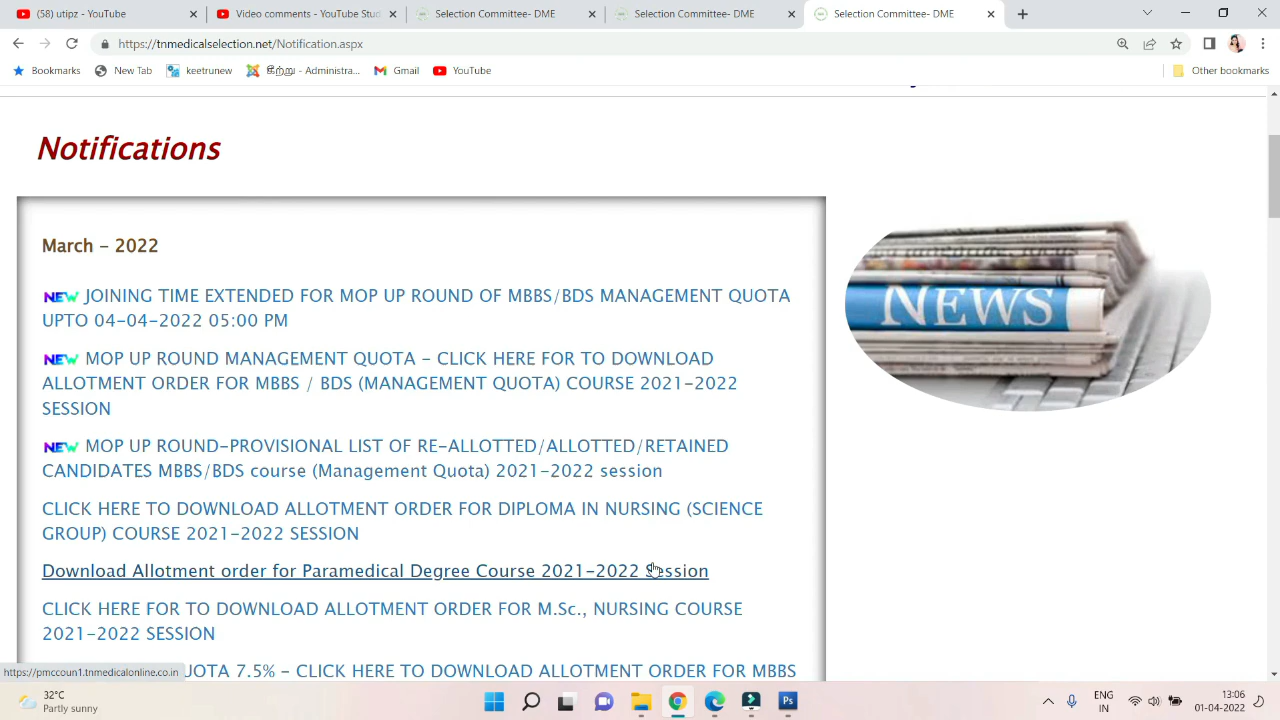 (58) utipz
Video comments - YouTube Stud
Selection Committee- DME
Selection Committee- DME
Selection Committee- DME
https://tnmedicalselection.net/Notification.aspx
Bookmarks
New Tab
keetrunew
Gmail
YouTube
Other bookmarks
Notifications
March - 2022
NEW JOINING TIME EXTENDED FOR MOP UP ROUND OF MBBS/BDS MANAGEMENT QUOTA
UPTO 04-04-2022 05:00 PM
NEW MOP UP ROUND MANAGEMENT QUOTA - CLICK HERE FOR TO DOWNLOAD
ALLOTMENT ORDER FOR MBBS / BDS (MANAGEMENT QUOTA) COURSE 2021-2022
SESSION
NEW MOP UP ROUND-PROVISIONAL LIST OF RE-ALLOTTED/ALLOTTED/RETAINED
CANDIDATES MBBS/BDS course (Management Quota) 2021-2022 session
CLICK HERE TO DOWNLOAD ALLOTMENT ORDER FOR DIPLOMA IN NURSING (SCIENCE
GROUP) COURSE 2021-2022 SESSION
Download Allotment order for Paramedical Degree Course 2021-2022 Session
CLICK HERE FOR TO DOWNLOAD ALLOTMENT ORDER FOR M.Sc., NURSING COURSE
2021-2022 SESSION
UOTA 7.5% - CLICK HERE TO DOWNLOAD ALLOTMENT ORDER FOR MBBS
NEWS
https://pmccoun1.tnmedicalonline.co.in
32°C
Partly sunny
Ps
ENG
IN
13:06
01-04-2022